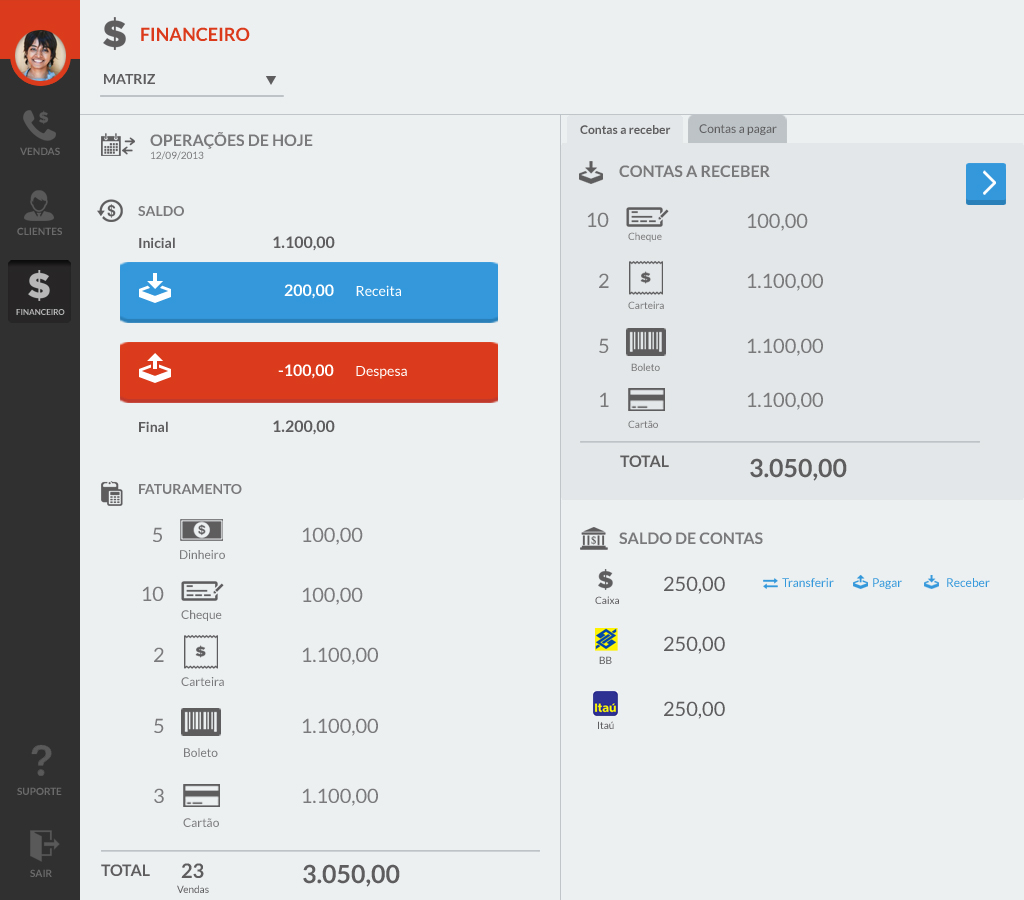 FINANCEIRO
MATRIZ
VENDAS
CLIENTES
FINANCEIRO
SUPORTE
SAIR
OPERAÇÕES DE HOJE
12/09/2013
SALDO
Inicial 1.100,00
200,00 Receita
-100,00 Despesa
Final 1.200,00
FATURAMENTO
5 Dinheiro 100,00
10 Cheque 100,00
2 Carteira 1.100,00
5 Boleto 1.100,00
3 Cartão 1.100,00
TOTAL 23 Vendas 3.050,00
Contas a receber Contas a pagar
CONTAS A RECEBER
10 Cheque 100,00
2 Carteira 1.100,00
5 Boleto 1.100,00
1 Cartão 1.100,00
TOTAL 3.050,00
SALDO DE CONTAS
Caixa 250,00 Transferir Pagar Receber
BB 250,00
Itaú
Itaú 250,00